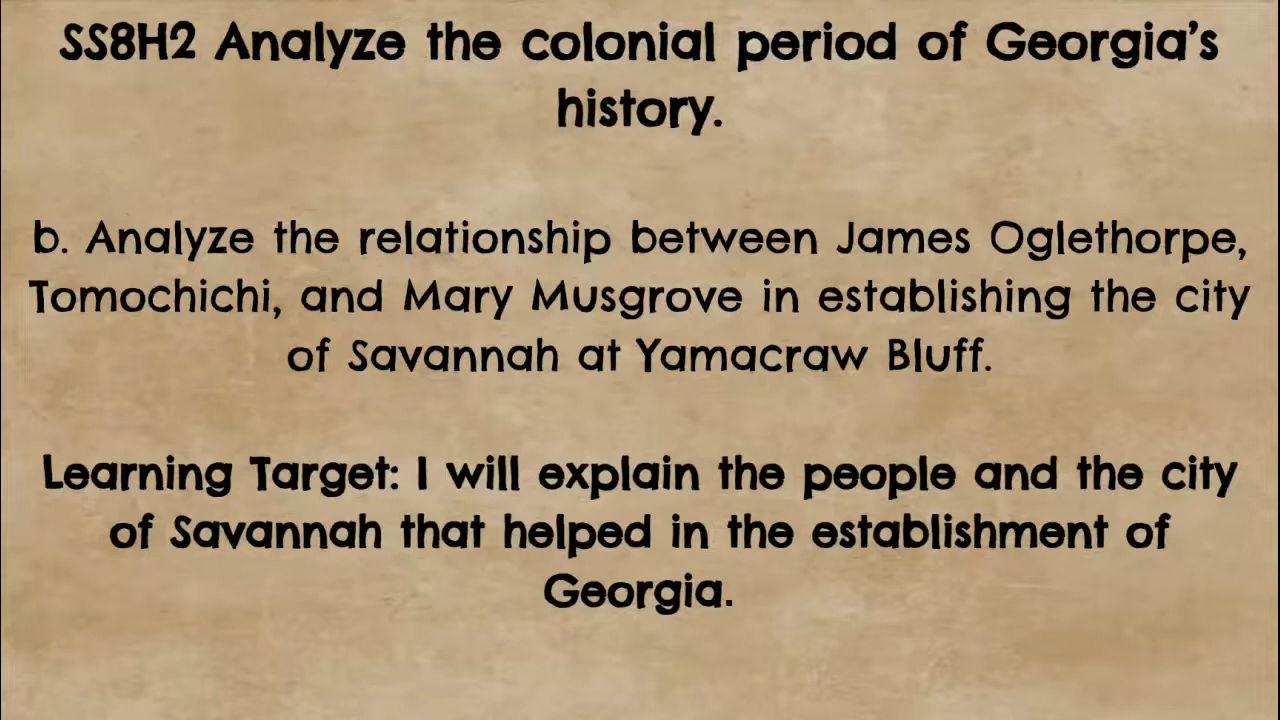 SS8H2 Analyze the colonial period of Georgia’s
history.
b. Analyze the relationship between James Oglethorpe,
Tomochichi, and Mary Musgrove in establishing the city
of Savannah at Yamacraw Bluff.
Learning Target: I will explain the people and the city
of Savannah that helped in the establishment of
Georgia.